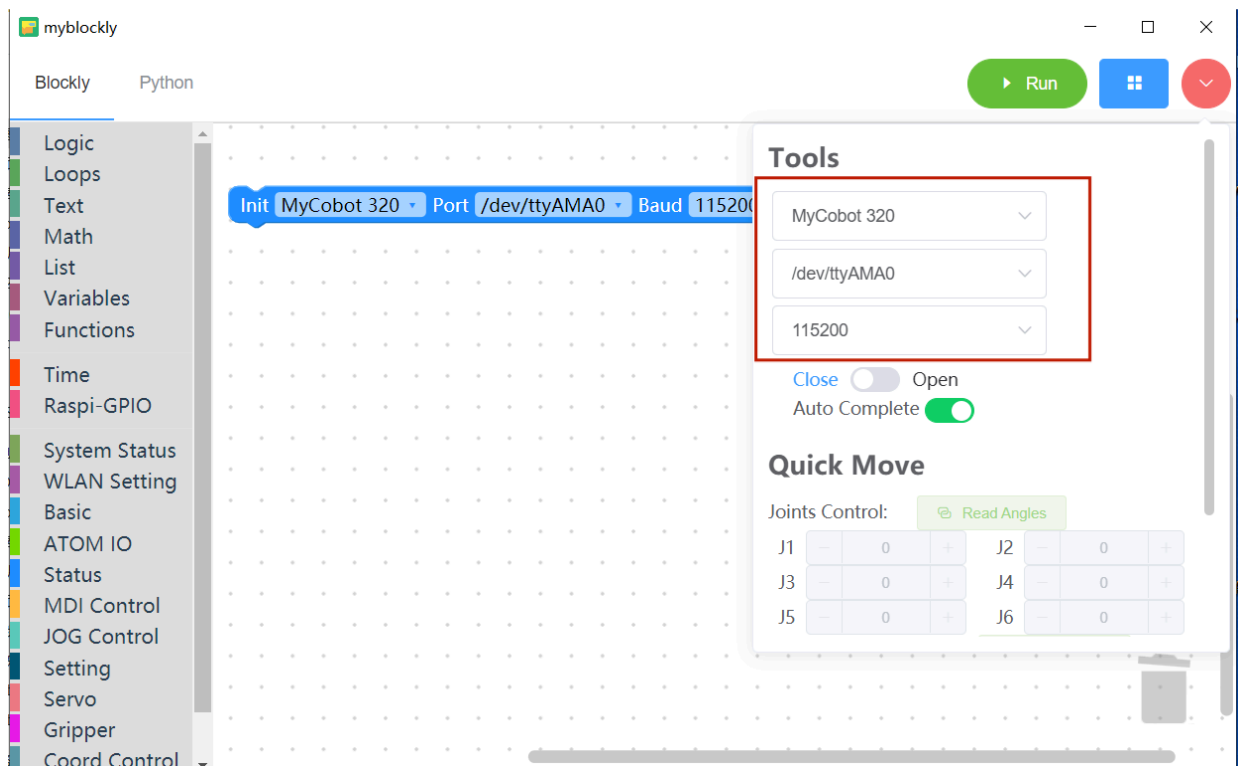 myblockly
Blockly Python
Run
Logic
Loops
Text
Math
List
Variables
Functions
Time
Raspi-GPIO
System Status
WLAN Setting
Basic
ATOM IO
Status
MDI Control
JOG Control
Setting
Servo
Gripper
Coord Control
Init MyCobot 320 Port /dev/ttyAMA0 Baud 115200
Tools
MyCobot 320
/dev/ttyAMA0
115200
Close Open
Auto Complete
Quick Move
Joints Control: Read Angles
J1 − 0 + J2 − 0 +
J3 − 0 + J4 − 0 +
J5 − 0 + J6 − 0 +